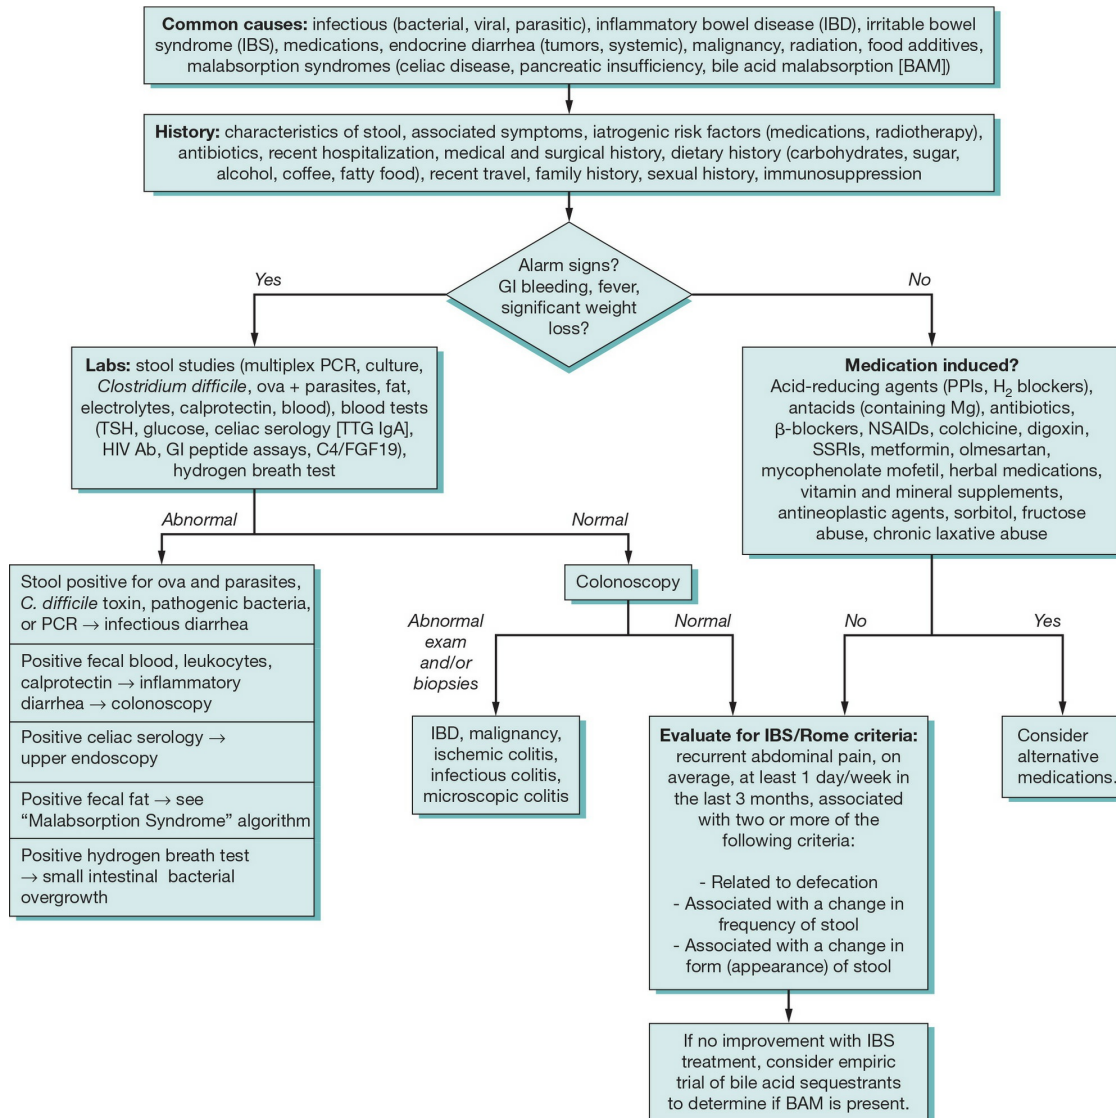 Common causes: infectious (bacterial, viral, parasitic), inflammatory bowel disease (IBD), irritable bowel
syndrome (IBS), medications, endocrine diarrhea (tumors, systemic), malignancy, radiation, food additives,
malabsorption syndromes (celiac disease, pancreatic insufficiency, bile acid malabsorption [BAM])
History: characteristics of stool, associated symptoms, iatrogenic risk factors (medications, radiotherapy),
antibiotics, recent hospitalization, medical and surgical history, dietary history (carbohydrates, sugar,
alcohol, coffee, fatty food), recent travel, family history, sexual history, immunosuppression
Alarm signs?
GI bleeding, fever,
significant weight
loss?
Yes
No
Labs: stool studies (multiplex PCR, culture,
Clostridium difficile, ova + parasites, fat,
electrolytes, calprotectin, blood), blood tests
(TSH, glucose, celiac serology [TTG IgA],
HIV Ab, GI peptide assays, C4/FGF19),
hydrogen breath test
Medication induced?
Acid-reducing agents (PPIs, H2 blockers),
antacids (containing Mg), antibiotics,
β-blockers, NSAIDs, colchicine, digoxin,
SSRIs, metformin, olmesartan,
mycophenolate mofetil, herbal medications,
vitamin and mineral supplements,
antineoplastic agents, sorbitol, fructose
abuse, chronic laxative abuse
Abnormal
Normal
Stool positive for ova and parasites,
C. difficile toxin, pathogenic bacteria,
or PCR → infectious diarrhea
Positive fecal blood, leukocytes,
calprotectin → inflammatory
diarrhea → colonoscopy
Positive celiac serology →
upper endoscopy
Positive fecal fat → see
“Malabsorption Syndrome” algorithm
Positive hydrogen breath test
→ small intestinal bacterial
overgrowth
Colonoscopy
Abnormal
exam
and/or
biopsies
Normal
No
Yes
IBD, malignancy,
ischemic colitis,
infectious colitis,
microscopic colitis
Evaluate for IBS/Rome criteria:
recurrent abdominal pain, on
average, at least 1 day/week in
the last 3 months, associated
with two or more of the
following criteria:
- Related to defecation
- Associated with a change in
frequency of stool
- Associated with a change in
form (appearance) of stool
Consider
alternative
medications.
If no improvement with IBS
treatment, consider empiric
trial of bile acid sequestrants
to determine if BAM is present.